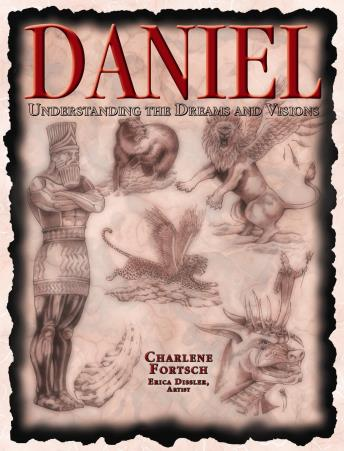 DANIEL
UNDERSTANDING THE DREAMS AND VISIONS
CHARLENE
FORTSCH
ERICA DISSLER,
ARTIST